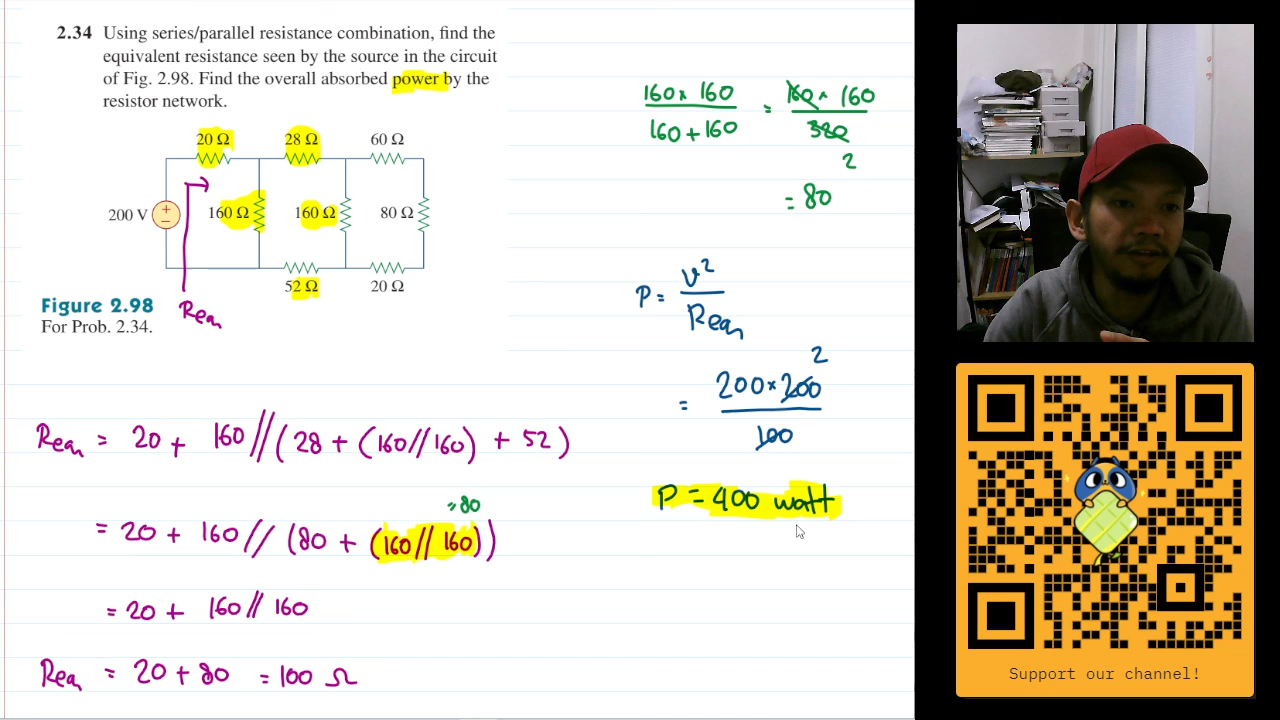 2.34 Using series/parallel resistance combination, find the
equivalent resistance seen by the source in the circuit
of Fig. 2.98. Find the overall absorbed power by the
resistor network.
20 Ω 28 Ω 60 Ω
200 V + − 160 Ω 160 Ω 80 Ω
52 Ω 20 Ω
Figure 2.98
For Prob. 2.34.
Req
Req = 20 + 160 // (28 + (160//160) + 52)
= 80
= 20 + 160 // (80 + (160// 160))
= 20 + 160 // 160
Req = 20 + 80 = 100 Ω
160 x 160 / 160 + 160 = 160 x 160 / 320
2
= 80
P = V² / Req
2
= 200 x 200 / 100
P = 400 watt
Support our channel!